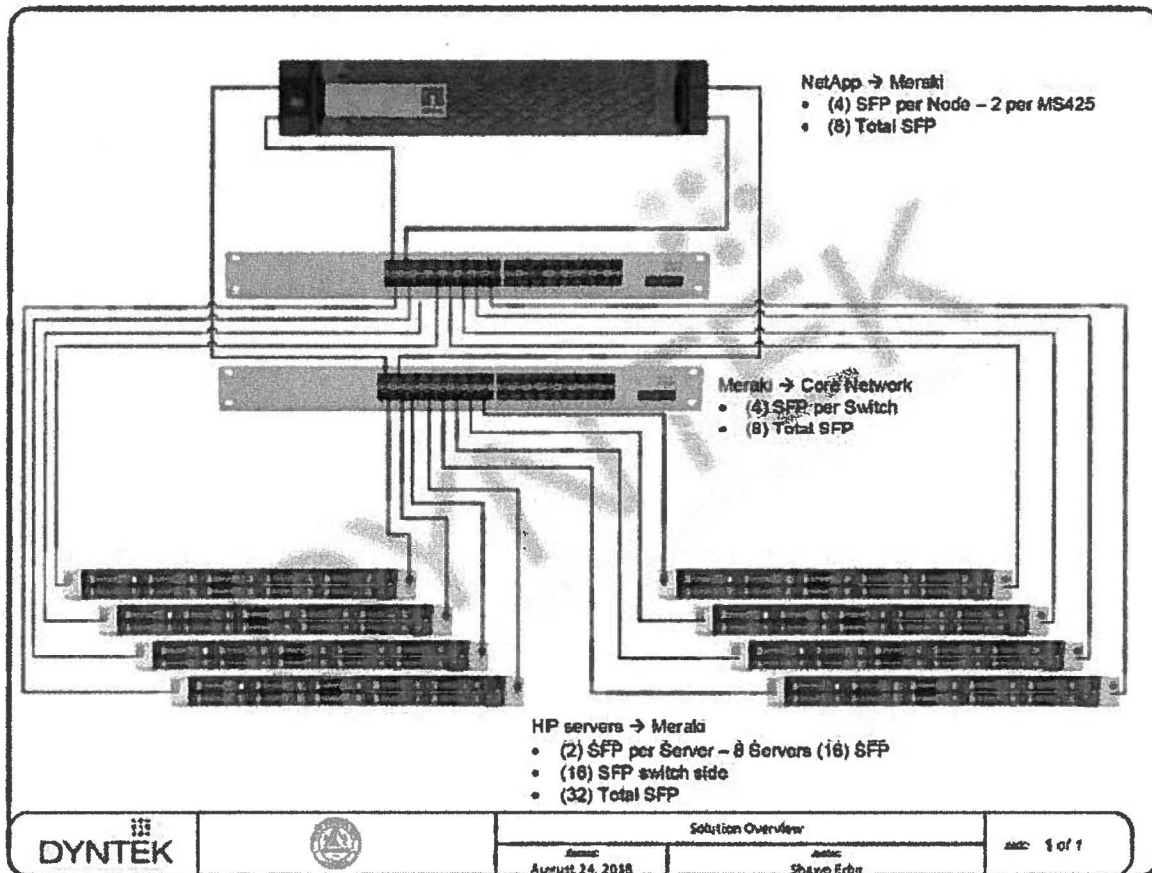 NetApp → Meraki
• (4) SFP per Node – 2 per MS425
• (8) Total SFP
Meraki → Core Network
• (4) SFP per Switch
• (8) Total SFP
HP servers → Meraki
• (2) SFP per Server – 8 Servers (16) SFP
• (16) SFP switch side
• (32) Total SFP
DYNTEK
Solution Overview
1 of 1
August 24, 2018
Shawn